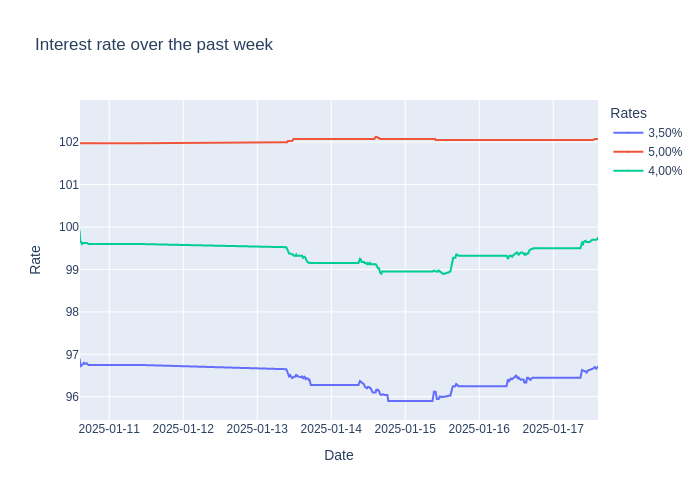 Interest rate over the past week
Rates
3,50%
5,00%
4,00%
102
101
100
99
98
97
96
Rate
2025-01-11 2025-01-12 2025-01-13 2025-01-14 2025-01-15 2025-01-16 2025-01-17
Date